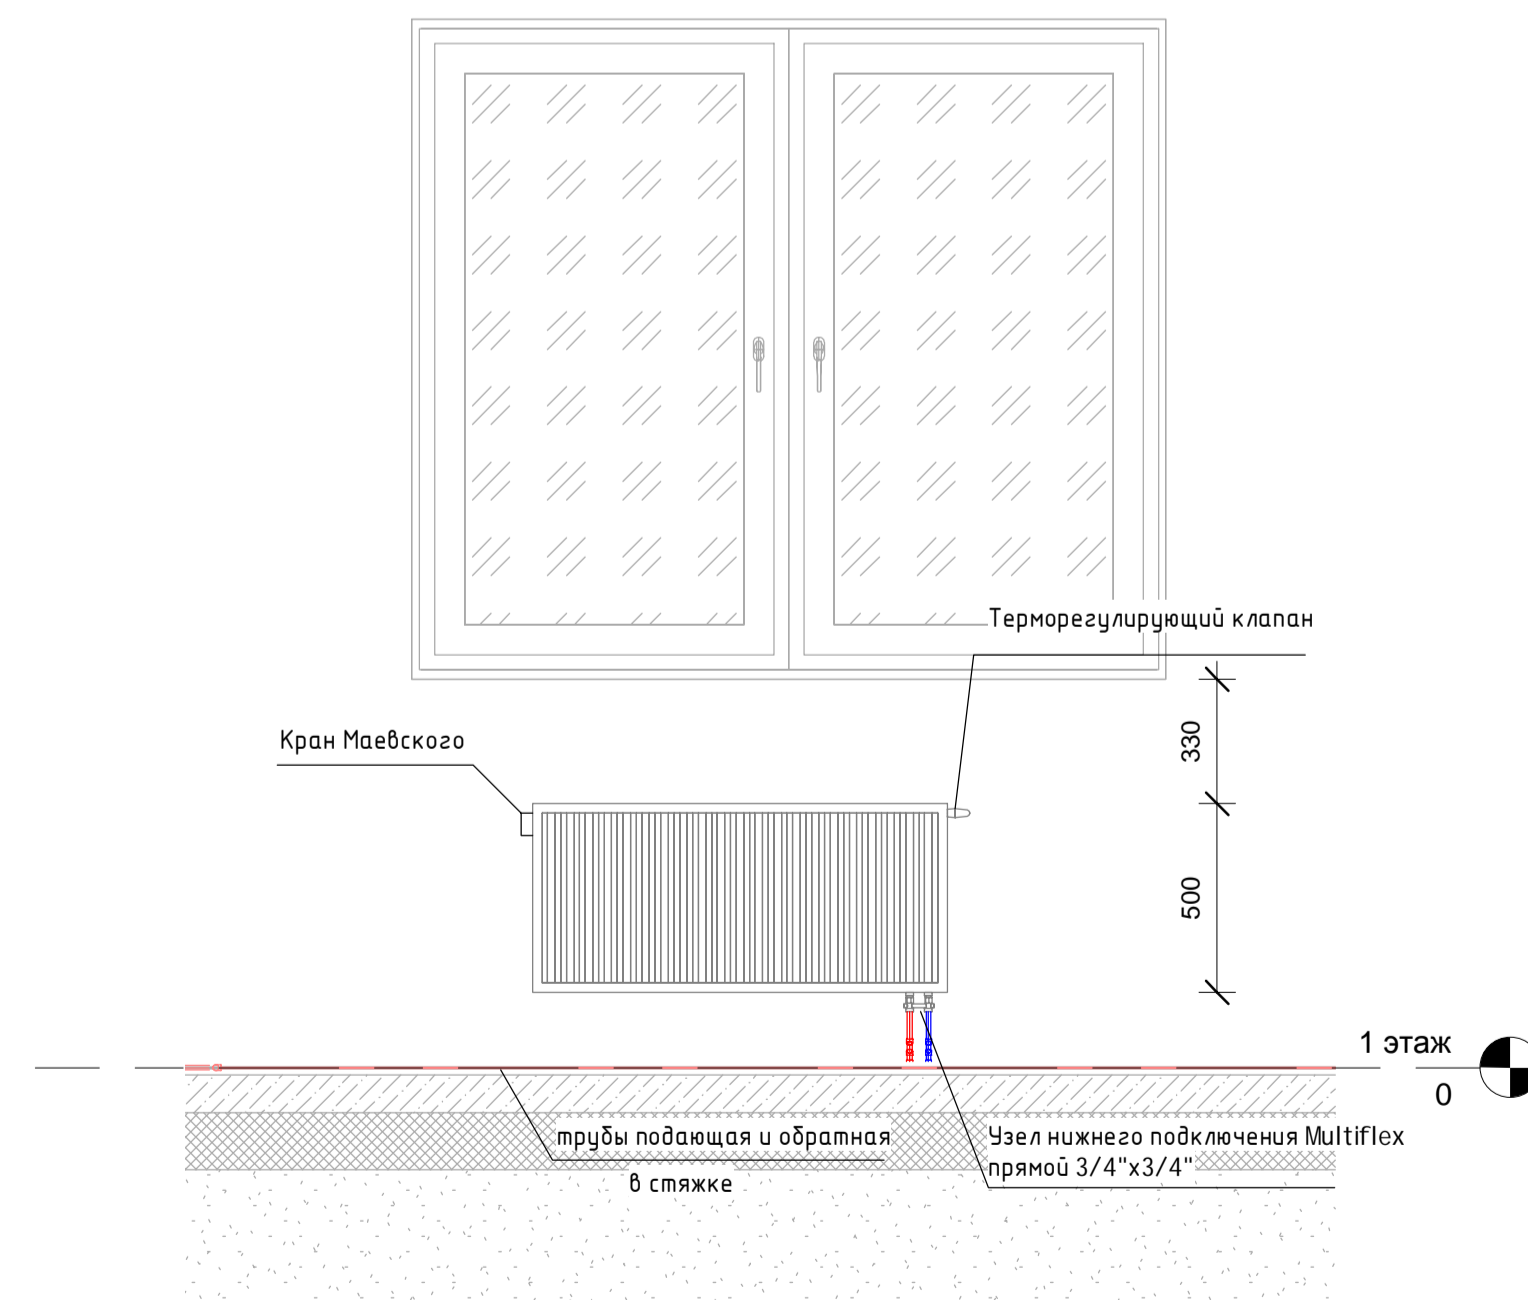 Терморегулирующий клапан
330
Кран Маевского
500
1 этаж
0
трубы подающая и обратная
в стяжке
Узел нижнего подключения Multiflex
прямой 3/4"х3/4"